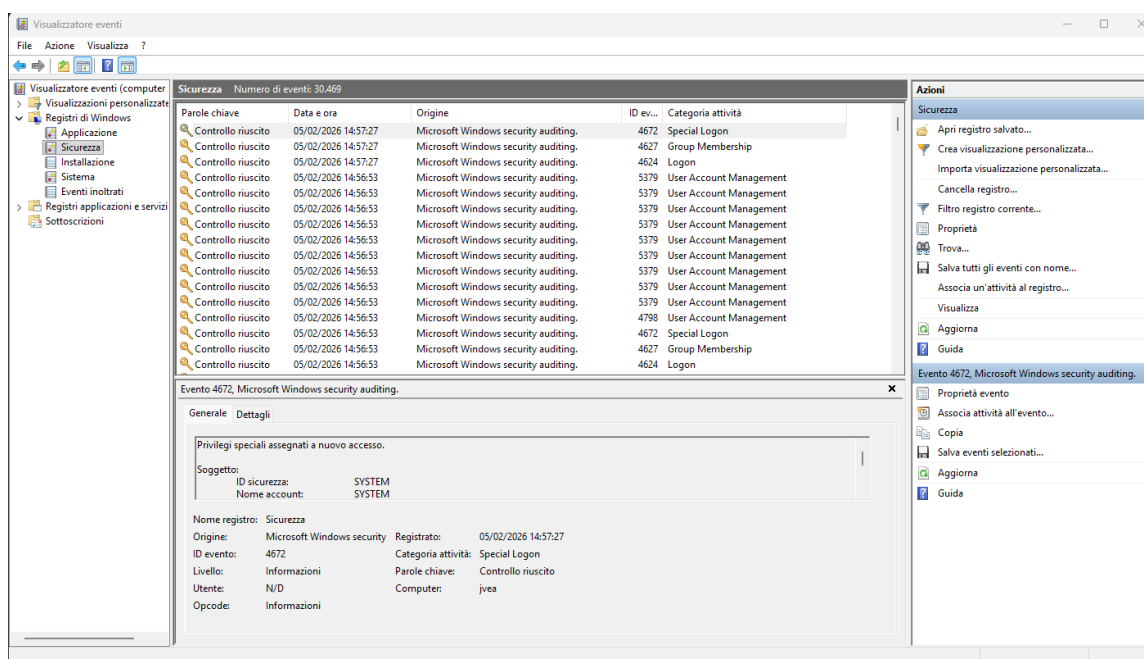 Visualizzatore eventi
File Azione Visualizza ?
Visualizzatore eventi (computer
Visualizzazioni personalizzate
Registri di Windows
Applicazione
Sicurezza
Installazione
Sistema
Eventi inoltrati
Registri applicazioni e servizi
Sottoscrizioni
Sicurezza Numero di eventi: 30.469
Parole chiave Data e ora Origine ID ev... Categoria attività
Controllo riuscito 05/02/2026 14:57:27 Microsoft Windows security auditing. 4672 Special Logon
Controllo riuscito 05/02/2026 14:57:27 Microsoft Windows security auditing. 4627 Group Membership
Controllo riuscito 05/02/2026 14:57:27 Microsoft Windows security auditing. 4624 Logon
Controllo riuscito 05/02/2026 14:56:53 Microsoft Windows security auditing. 5379 User Account Management
Controllo riuscito 05/02/2026 14:56:53 Microsoft Windows security auditing. 5379 User Account Management
Controllo riuscito 05/02/2026 14:56:53 Microsoft Windows security auditing. 5379 User Account Management
Controllo riuscito 05/02/2026 14:56:53 Microsoft Windows security auditing. 5379 User Account Management
Controllo riuscito 05/02/2026 14:56:53 Microsoft Windows security auditing. 5379 User Account Management
Controllo riuscito 05/02/2026 14:56:53 Microsoft Windows security auditing. 5379 User Account Management
Controllo riuscito 05/02/2026 14:56:53 Microsoft Windows security auditing. 5379 User Account Management
Controllo riuscito 05/02/2026 14:56:53 Microsoft Windows security auditing. 5379 User Account Management
Controllo riuscito 05/02/2026 14:56:53 Microsoft Windows security auditing. 5379 User Account Management
Controllo riuscito 05/02/2026 14:56:53 Microsoft Windows security auditing. 4798 User Account Management
Controllo riuscito 05/02/2026 14:56:53 Microsoft Windows security auditing. 4672 Special Logon
Controllo riuscito 05/02/2026 14:56:53 Microsoft Windows security auditing. 4627 Group Membership
Controllo riuscito 05/02/2026 14:56:53 Microsoft Windows security auditing. 4624 Logon
Evento 4672, Microsoft Windows security auditing.
Generale Dettagli
Privilegi speciali assegnati a nuovo accesso.
Soggetto:
ID sicurezza: SYSTEM
Nome account: SYSTEM
Nome registro: Sicurezza
Origine: Microsoft Windows security Registrato: 05/02/2026 14:57:27
ID evento: 4672 Categoria attività: Special Logon
Livello: Informazioni Parole chiave: Controllo riuscito
Utente: N/D Computer: jvea
Opcode: Informazioni
Azioni
Sicurezza
Apri registro salvato...
Crea visualizzazione personalizzata...
Importa visualizzazione personalizzata...
Cancella registro...
Filtro registro corrente...
Proprietà
Trova...
Salva tutti gli eventi con nome...
Associa un'attività al registro...
Visualizza
Aggiorna
Guida
Evento 4672, Microsoft Windows security auditing.
Proprietà evento
Associa attività all'evento...
Copia
Salva eventi selezionati...
Aggiorna
Guida